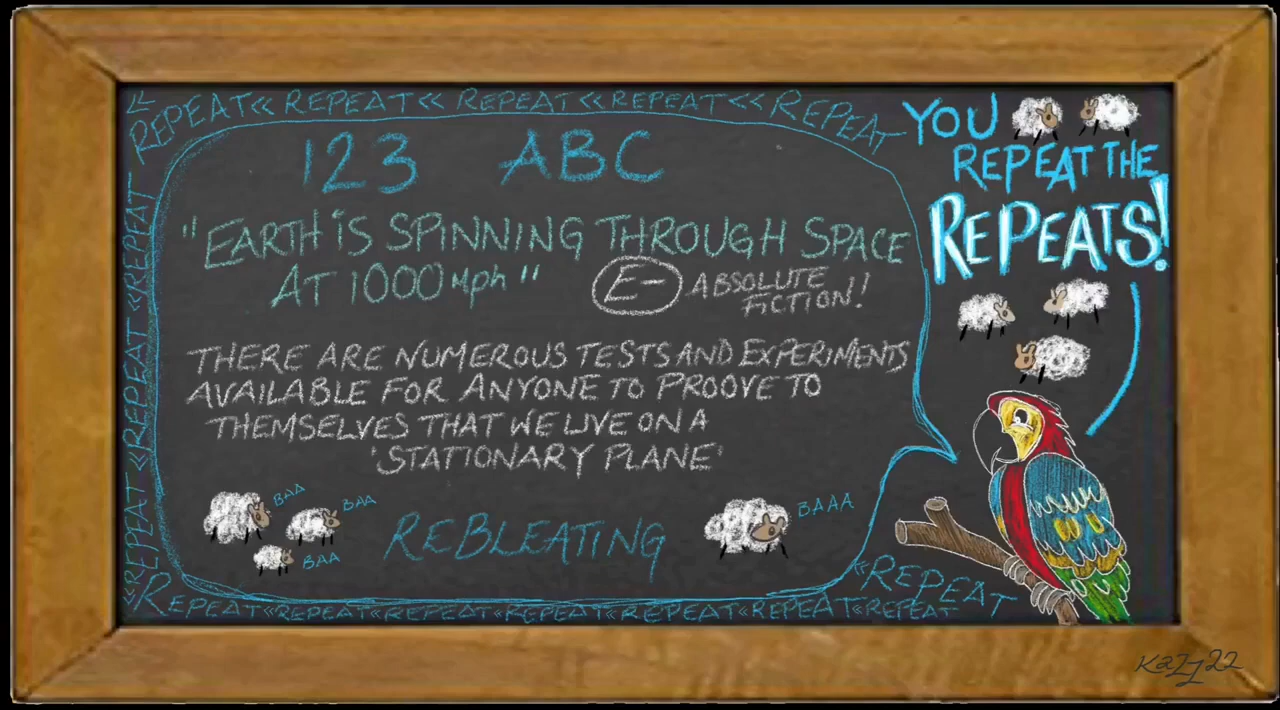 << REPEAT << REPEAT << REPEAT << REPEAT << REPEAT
YOU
REPEAT THE
REPEATS!
123 ABC
"EARTH IS SPINNING THROUGH SPACE
AT 1000 Mph" E- ABSOLUTE
FICTION!
THERE ARE NUMEROUS TESTS AND EXPERIMENTS
AVAILABLE FOR ANYONE TO PROOVE TO
THEMSELVES THAT WE LIVE ON A
'STATIONARY PLANE'
BAA
BAA
BAA
REBLEATING
BAAA
<< REPEAT << REPEAT << REPEAT << REPEAT
<< REPEAT
REPEAT << REPEAT << REPEAT << REPEAT << REPEAT << REPEAT << REPEAT